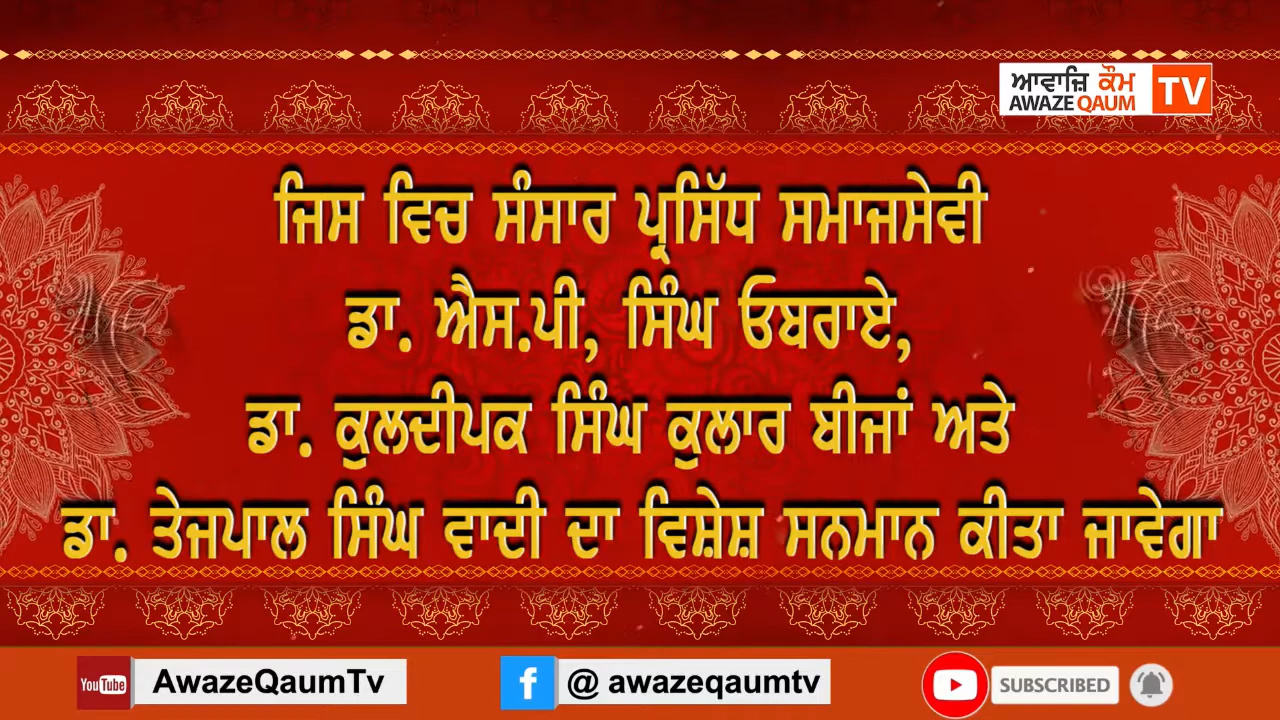 ਆਵਾਜ਼ਿ ਕੌਮ
AWAZE QAUM TV
ਜਿਸ ਵਿਚ ਸੰਸਾਰ ਪ੍ਰਸਿੱਧ ਸਮਾਜਸੇਵੀ
ਡਾ. ਐਸ.ਪੀ, ਸਿੰਘ ਓਬਰਾਏ,
ਡਾ. ਕੁਲਦੀਪਕ ਸਿੰਘ ਕੁਲਾਰ ਬੀਜਾਂ ਅਤੇ
ਡਾ. ਤੇਜਪਾਲ ਸਿੰਘ ਵਾਦੀ ਦਾ ਵਿਸ਼ੇਸ਼ ਸਨਮਾਨ ਕੀਤਾ ਜਾਵੇਗਾ
YouTube AwazeQaumTv f @ awazeqaumtv SUBSCRIBED